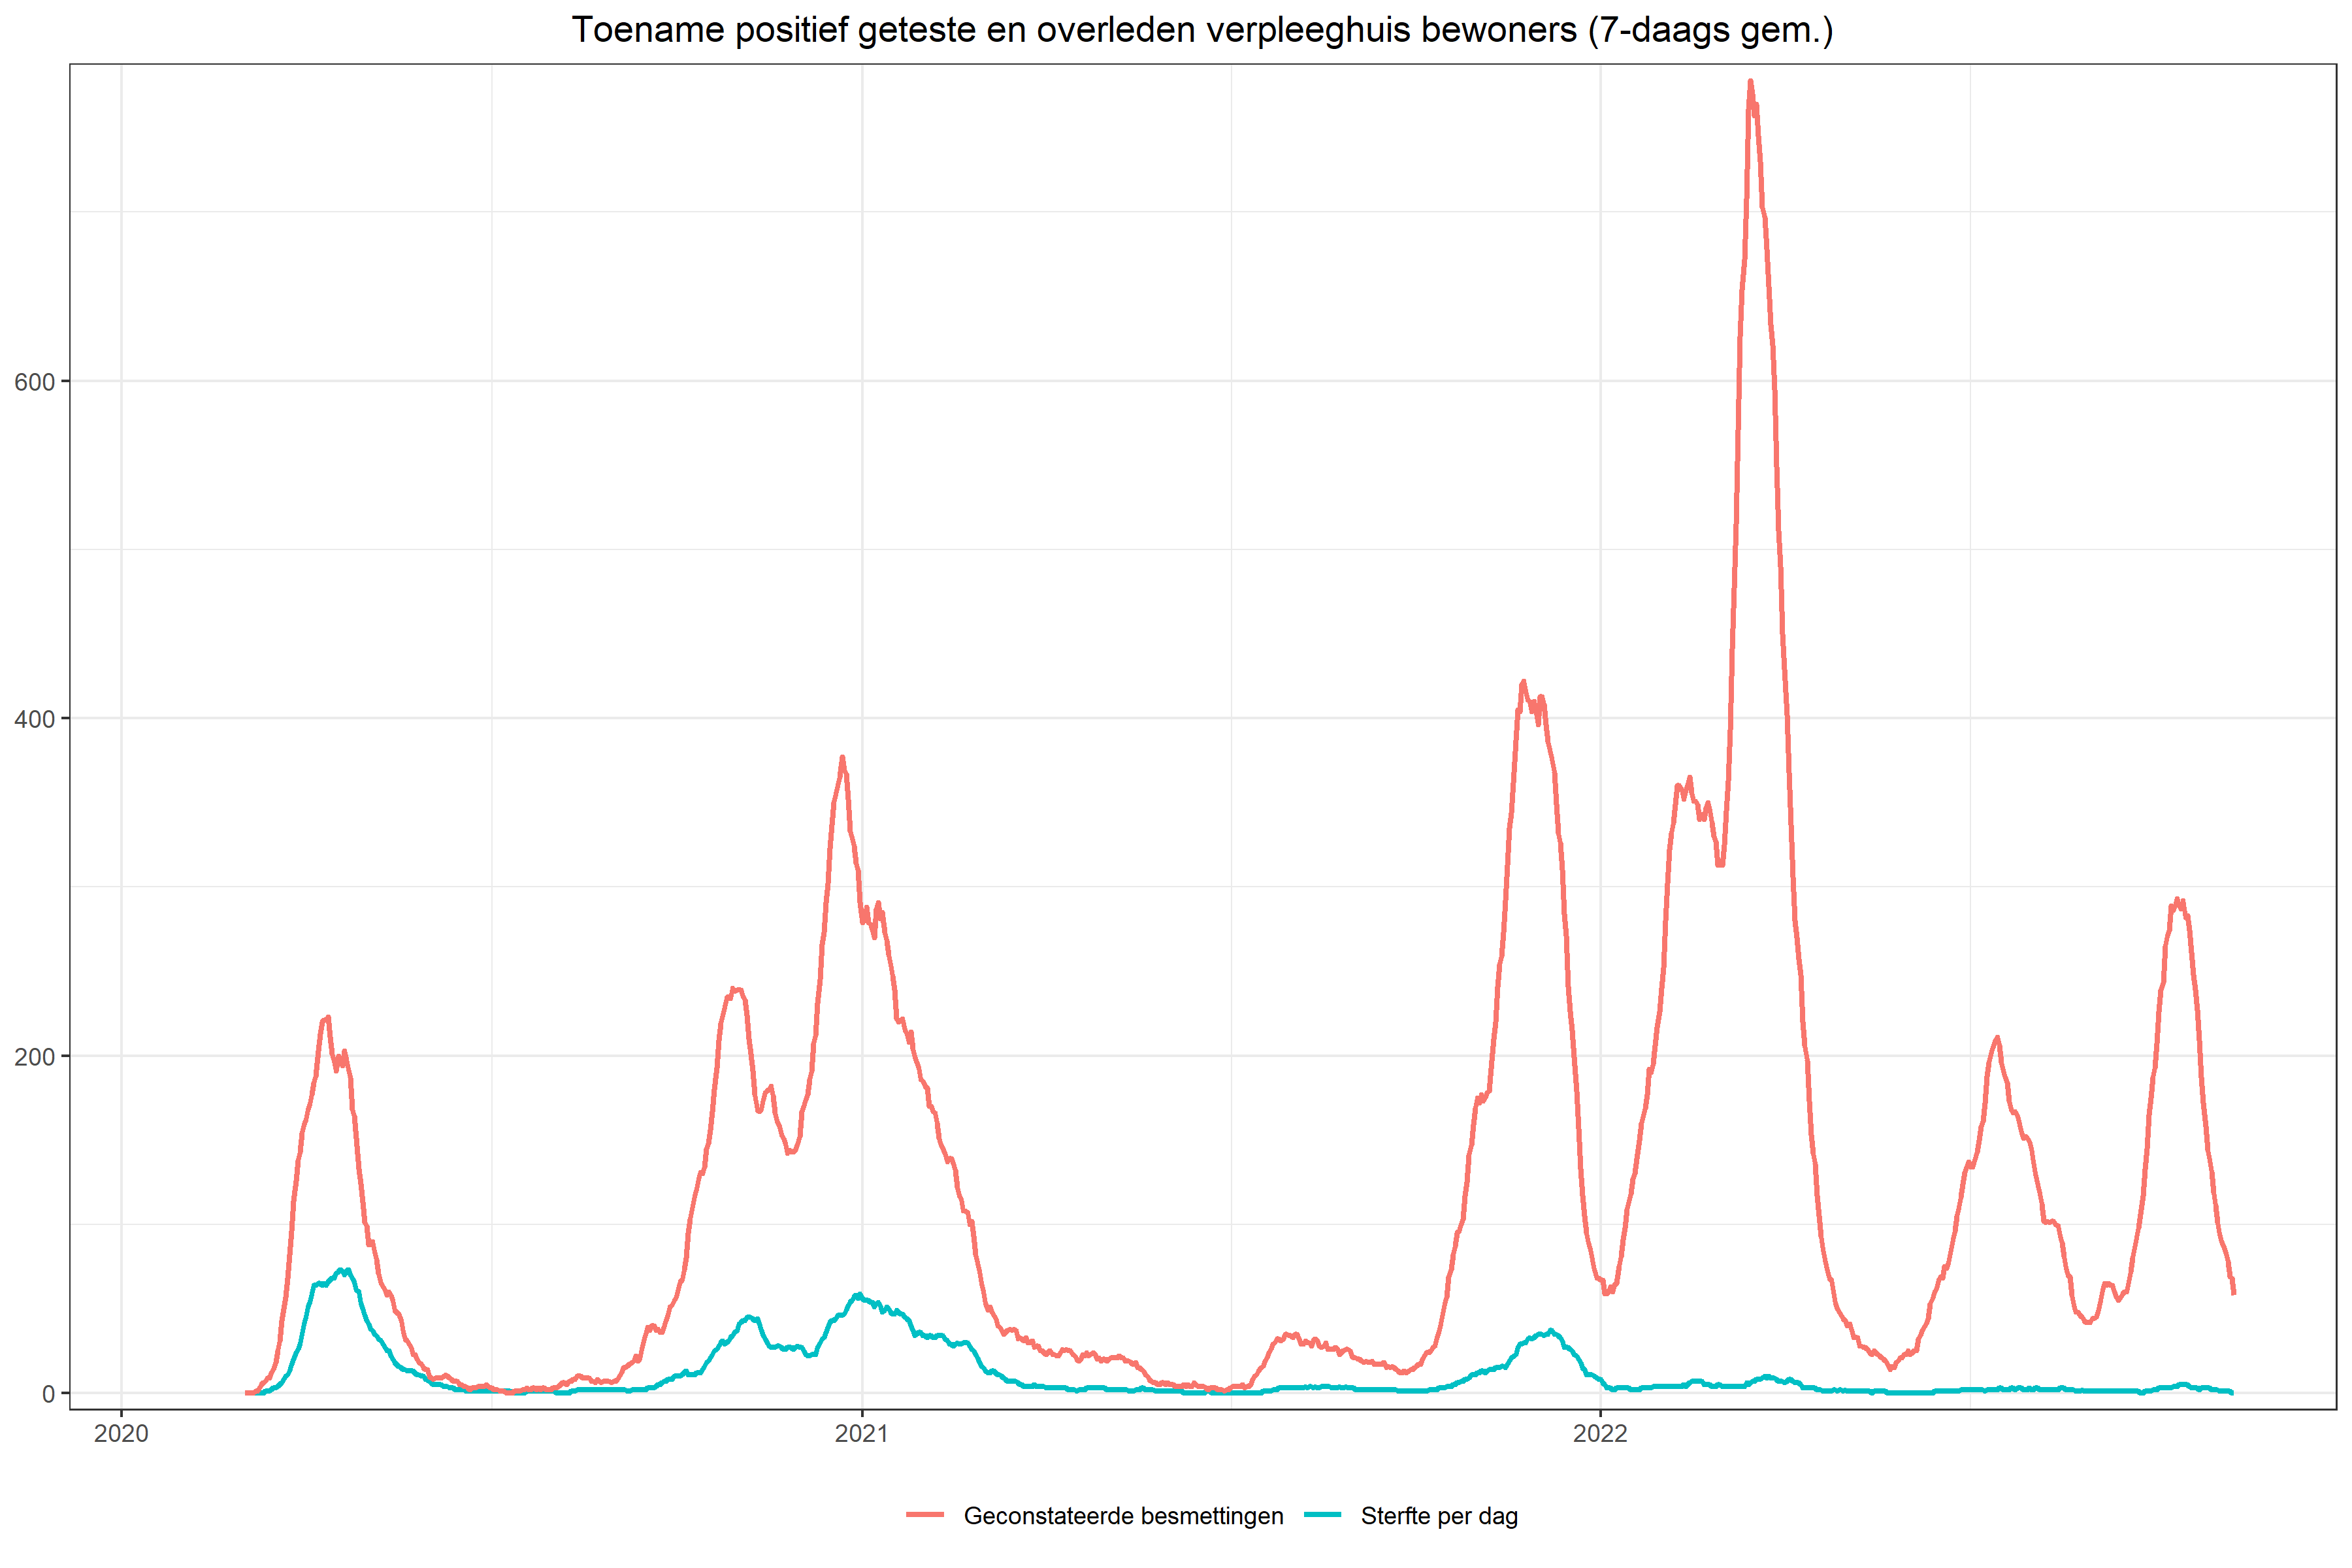 Toename positief geteste en overleden verpleeghuis bewoners (7-daags gem.)
600
400
200
0
2020 2021 2022
Geconstateerde besmettingen Sterfte per dag